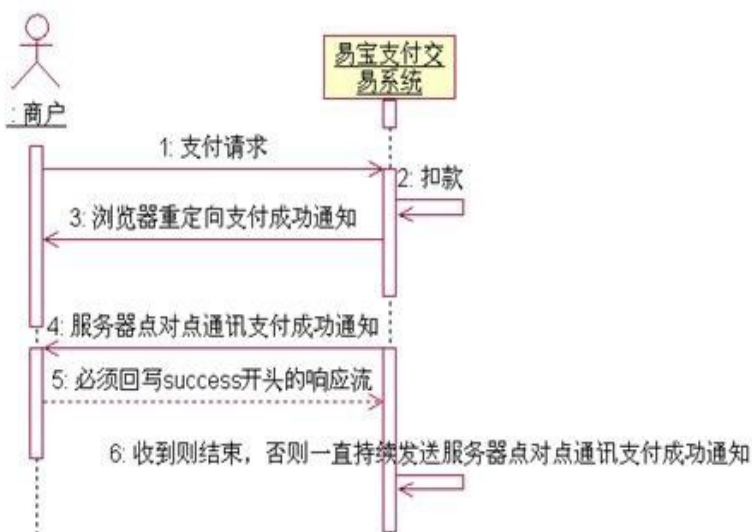 易宝支付交
易系统
: 商户
1: 支付请求
2: 扣款
3: 浏览器重定向支付成功通知
4: 服务器点对点通讯支付成功通知
5: 必须回写success开头的响应流
6: 收到则结束，否则一直持续发送服务器点对点通讯支付成功通知